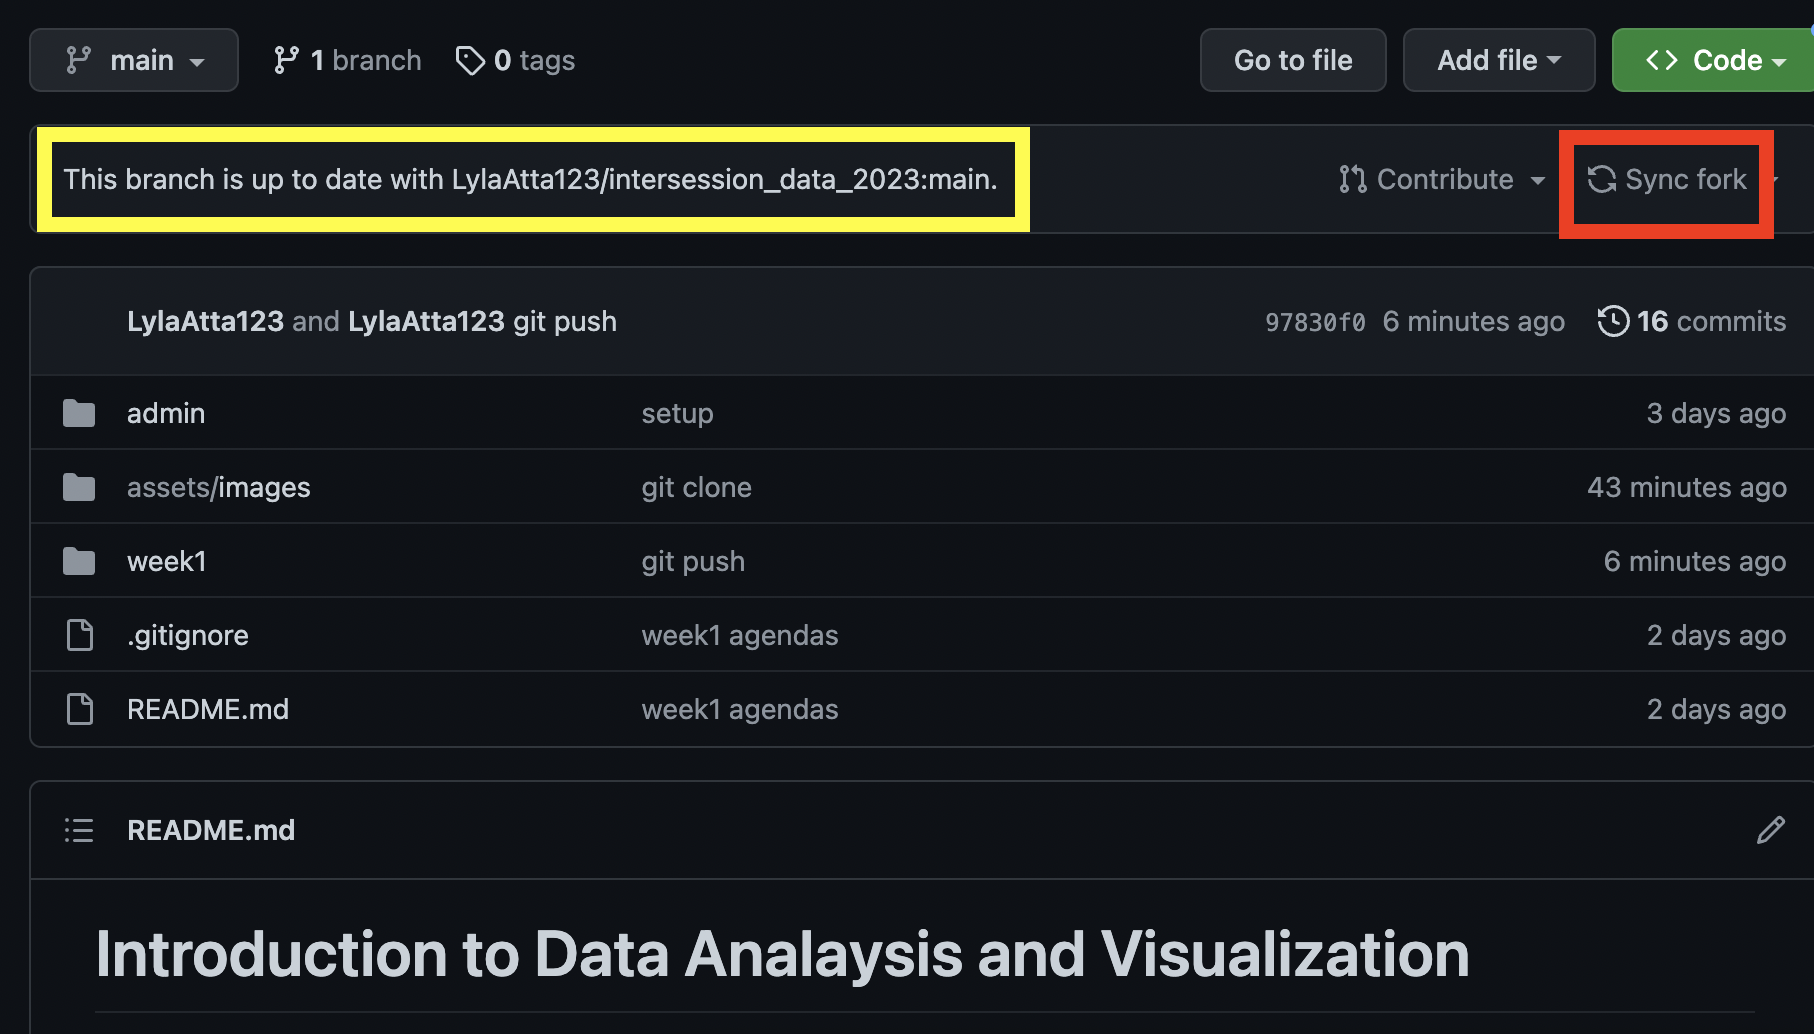 main 1 branch 0 tags Go to file Add file Code
This branch is up to date with LylaAtta123/intersession_data_2023:main. Contribute Sync fork
LylaAtta123 and LylaAtta123 git push 97830f0 6 minutes ago 16 commits
admin setup 3 days ago
assets/images git clone 43 minutes ago
week1 git push 6 minutes ago
.gitignore week1 agendas 2 days ago
README.md week1 agendas 2 days ago
README.md
Introduction to Data Analaysis and Visualization